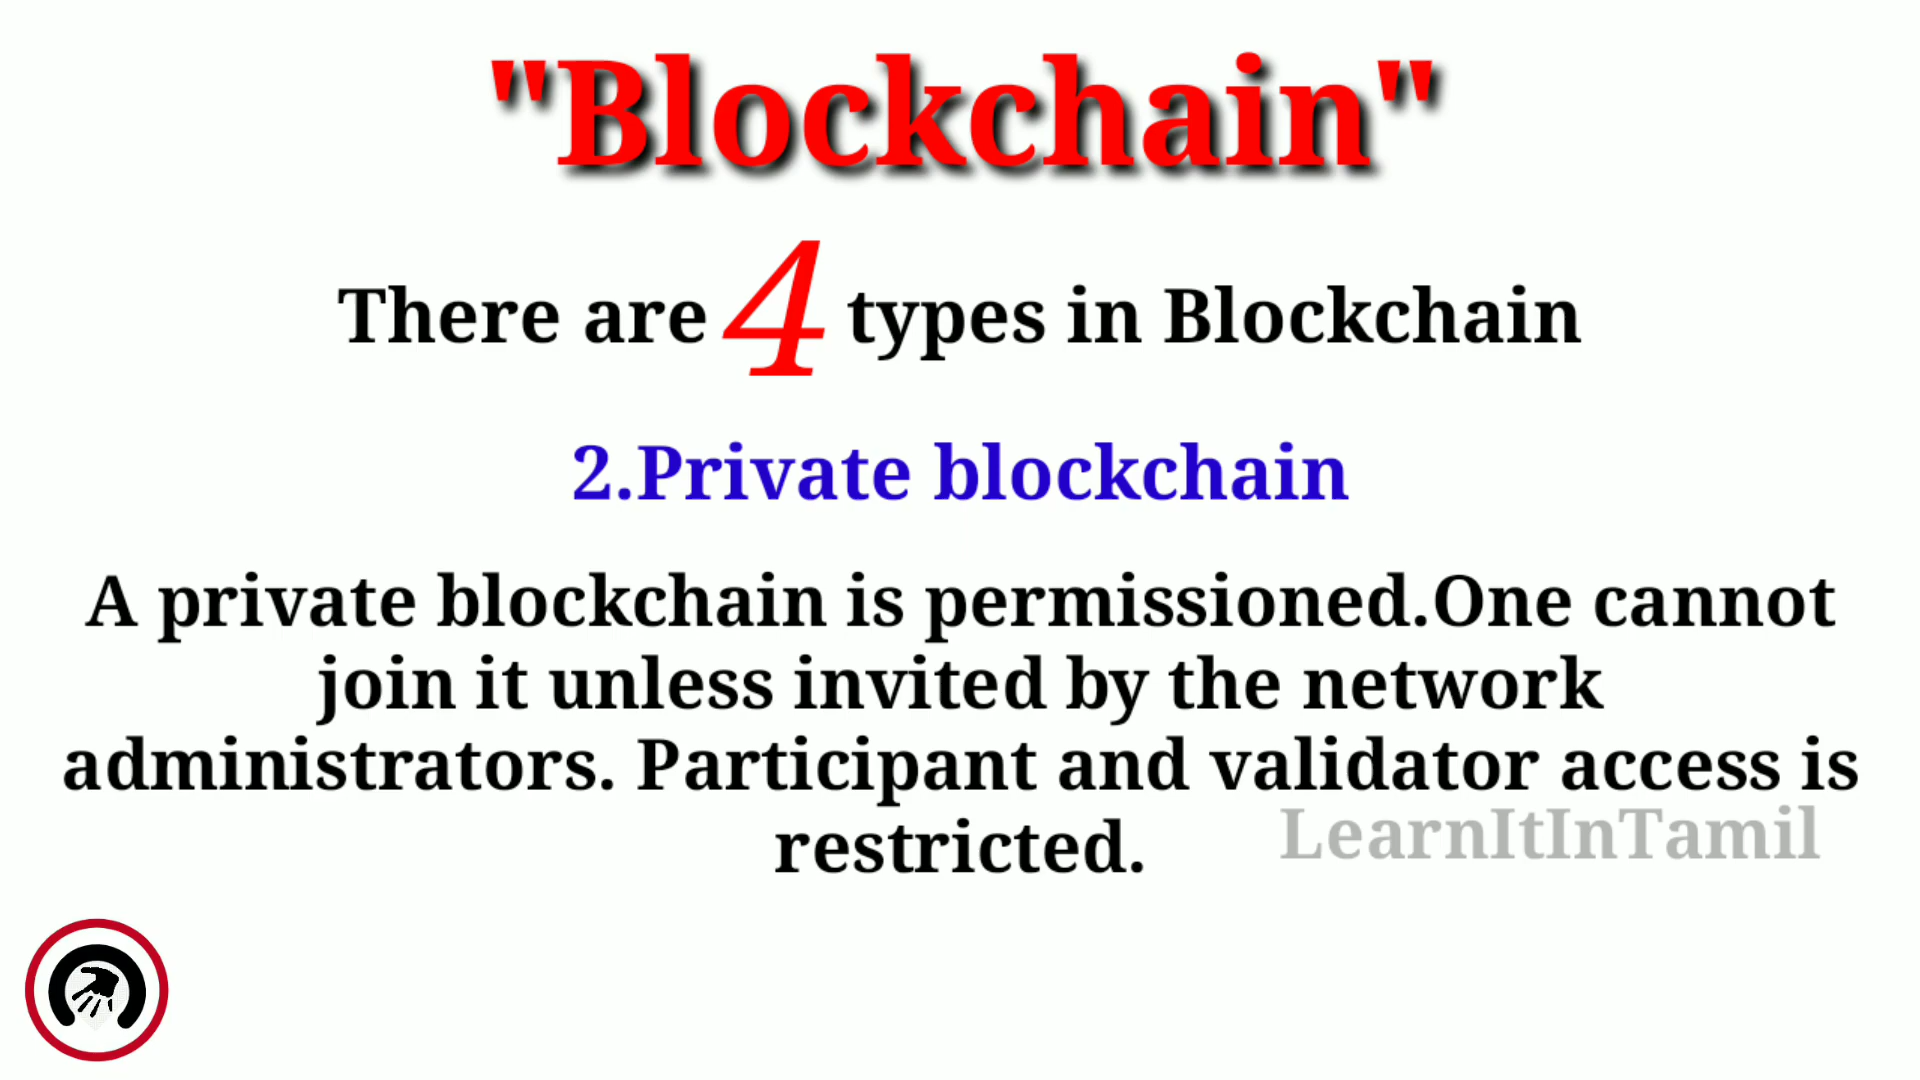 "Blockchain"
There are 4 types in Blockchain
2.Private blockchain
A private blockchain is permissioned.One cannot
join it unless invited by the network
administrators. Participant and validator access is
restricted.
LearnItInTamil